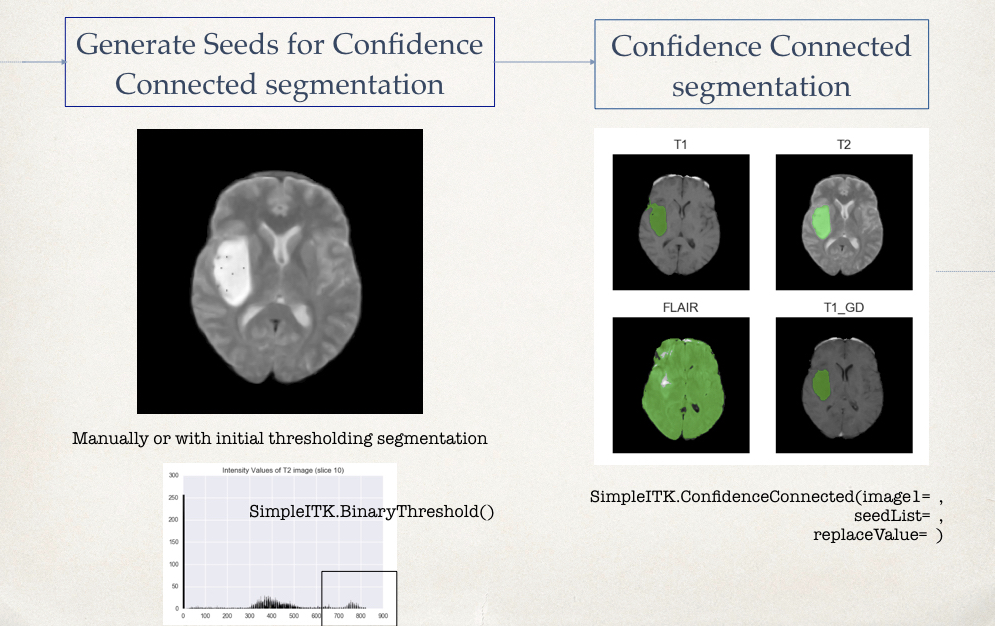 Generate Seeds for Confidence
Connected segmentation
Confidence Connected
segmentation
Manually or with initial thresholding segmentation
Intensity Values of T2 image (slice 10)
300
250
200
150
100
50
0
0 100 200 300 400 500 600 700 800 900
SimpleITK.BinaryThreshold()
T1
T2
FLAIR
T1_GD
SimpleITK.ConfidenceConnected(image1= ,
seedList= ,
replaceValue= )